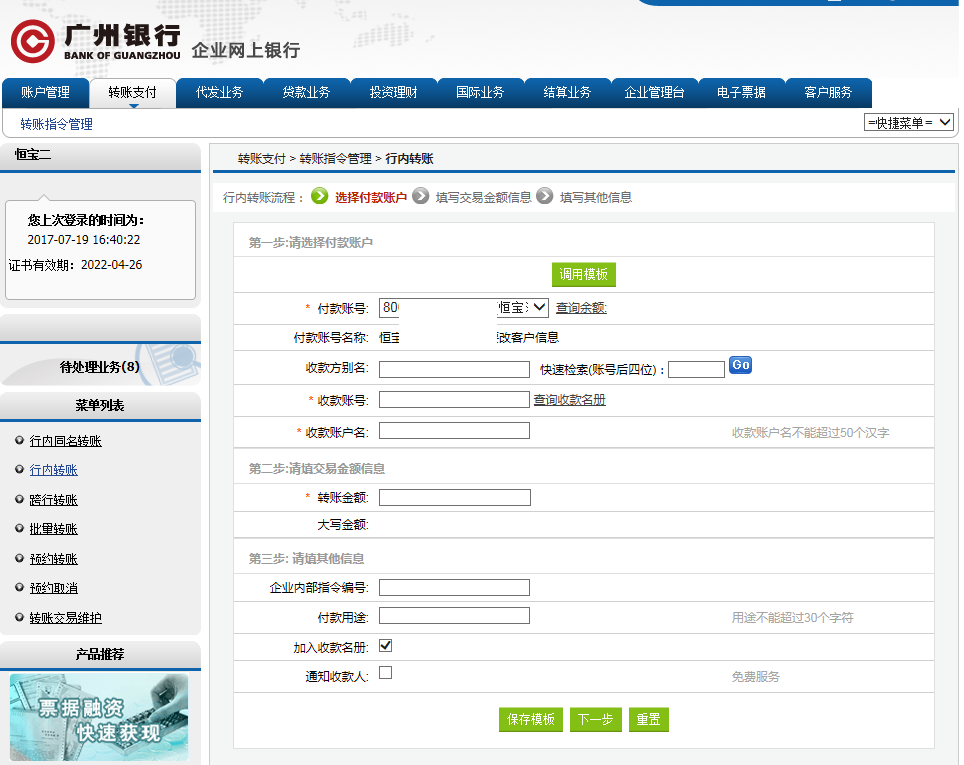 广州银行 企业网上银行
BANK OF GUANGZHOU
账户管理 转账支付 代发业务 贷款业务 投资理财 国际业务 结算业务 企业管理台 电子票据 客户服务
转账指令管理 =快捷菜单=
恒宝二
转账支付 > 转账指令管理 > 行内转账
行内转账流程： 选择付款账户 填写交易金额信息 填写其他信息
您上次登录的时间为:
2017-07-19 16:40:22
证书有效期: 2022-04-26
待处理业务(8)
菜单列表
行内同名转账
行内转账
跨行转账
批量转账
预约转账
预约取消
转账交易维护
产品推荐
票据融资
快速获现
第一步:请选择付款账户
调用模板
* 付款账号: 80 恒宝 查询余额:
付款账号名称: 恒宝 改客户信息
收款方别名: 快速检索(账号后四位)： Go
* 收款账号: 查询收款名册
* 收款账户名: 收款账户名不能超过50个汉字
第二步:请填交易金额信息
* 转账金额:
大写金额:
第三步: 请填其他信息
企业内部指令编号:
付款用途: 用途不能超过30个字符
加入收款名册:
通知收款人: 免费服务
保存模板 下一步 重置